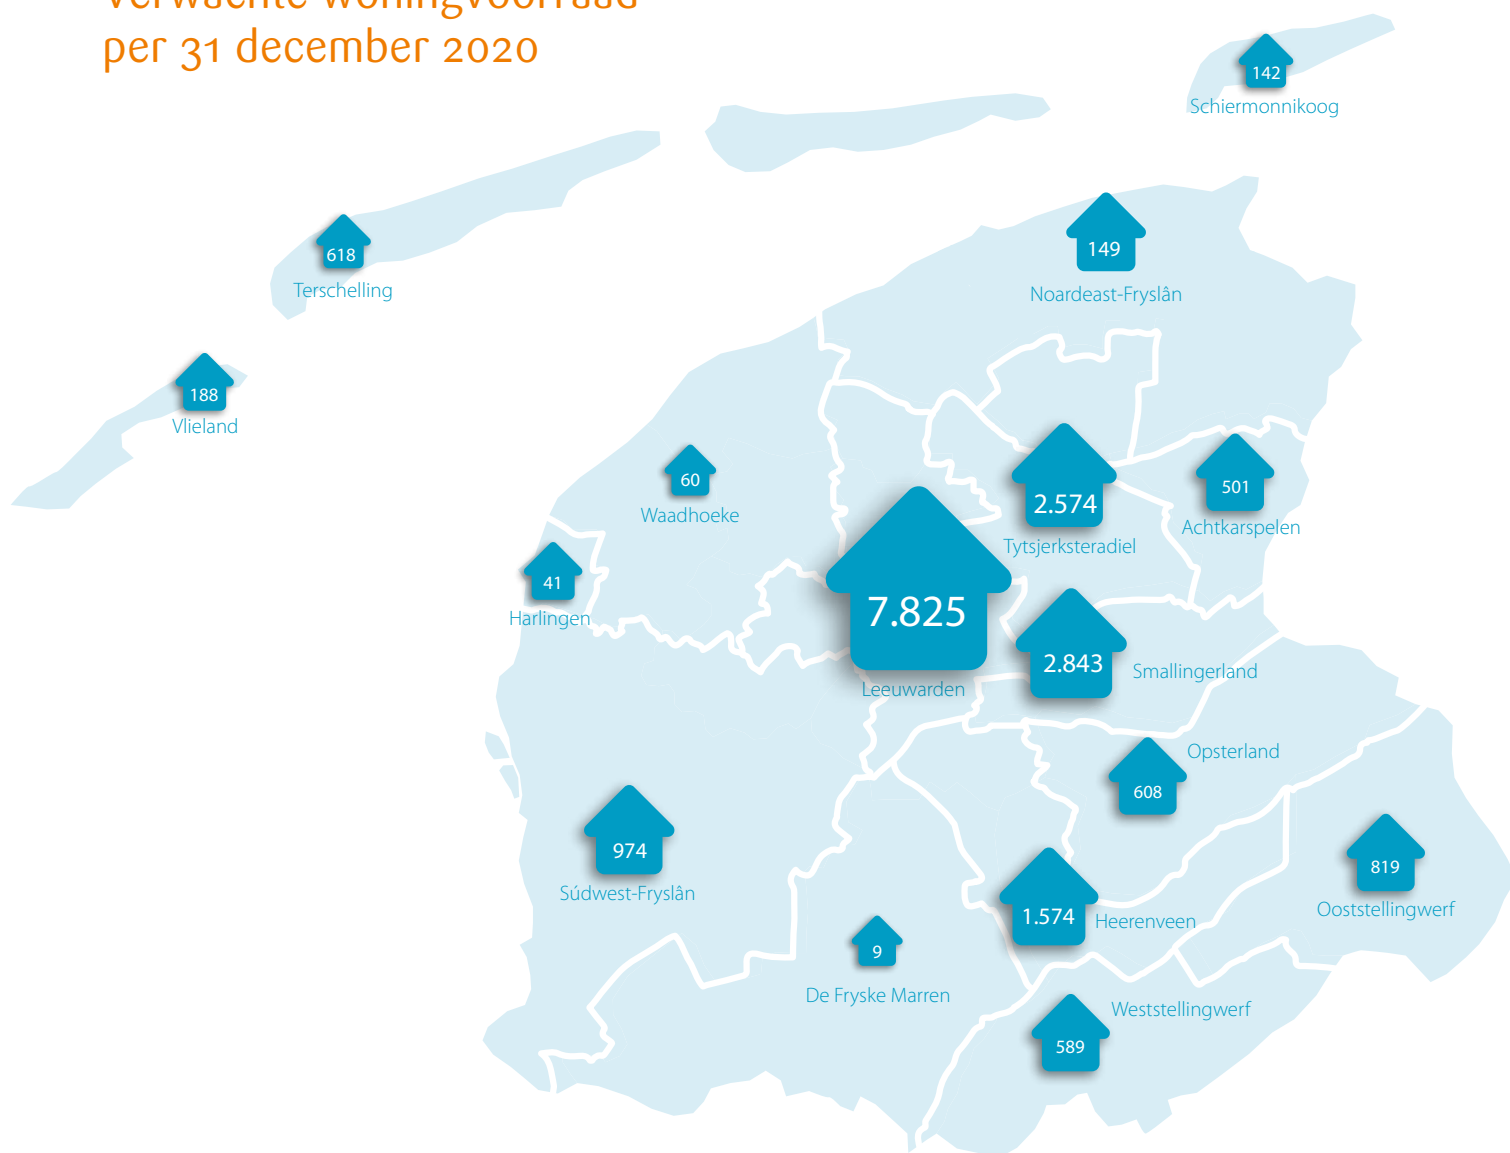 Verwachte woningvoorraad
per 31 december 2020
142
Schiermonnikoog
618
Terschelling
149
Noardeast-Fryslân
188
Vlieland
60
Waadhoeke
2.574
Tytsjerksteradiel
501
Achtkarspelen
41
Harlingen
7.825
Leeuwarden
2.843
Smallingerland
Opsterland
608
974
Súdwest-Fryslân
819
Ooststellingwerf
1.574
Heerenveen
9
De Fryske Marren
Weststellingwerf
589